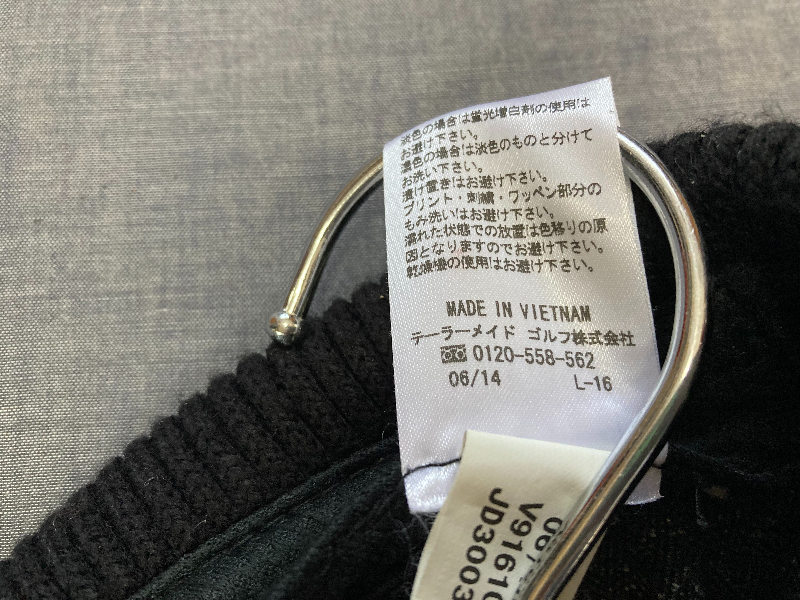 淡色の場合は蛍光増白剤の使用は
お避け下さい。
濃色の場合は淡色のものと分けて
お洗い下さい。
漬け置きはお避け下さい。
プリント・刺繍・ワッペン部分の
もみ洗いはお避け下さい。
濡れた状態での放置は色移りの原
因となりますのでお避け下さい。
乾燥機の使用はお避け下さい。
MADE IN VIETNAM
テーラーメイド ゴルフ株式会社
0120-558-562
06/14 L-16
V91610
JD3003